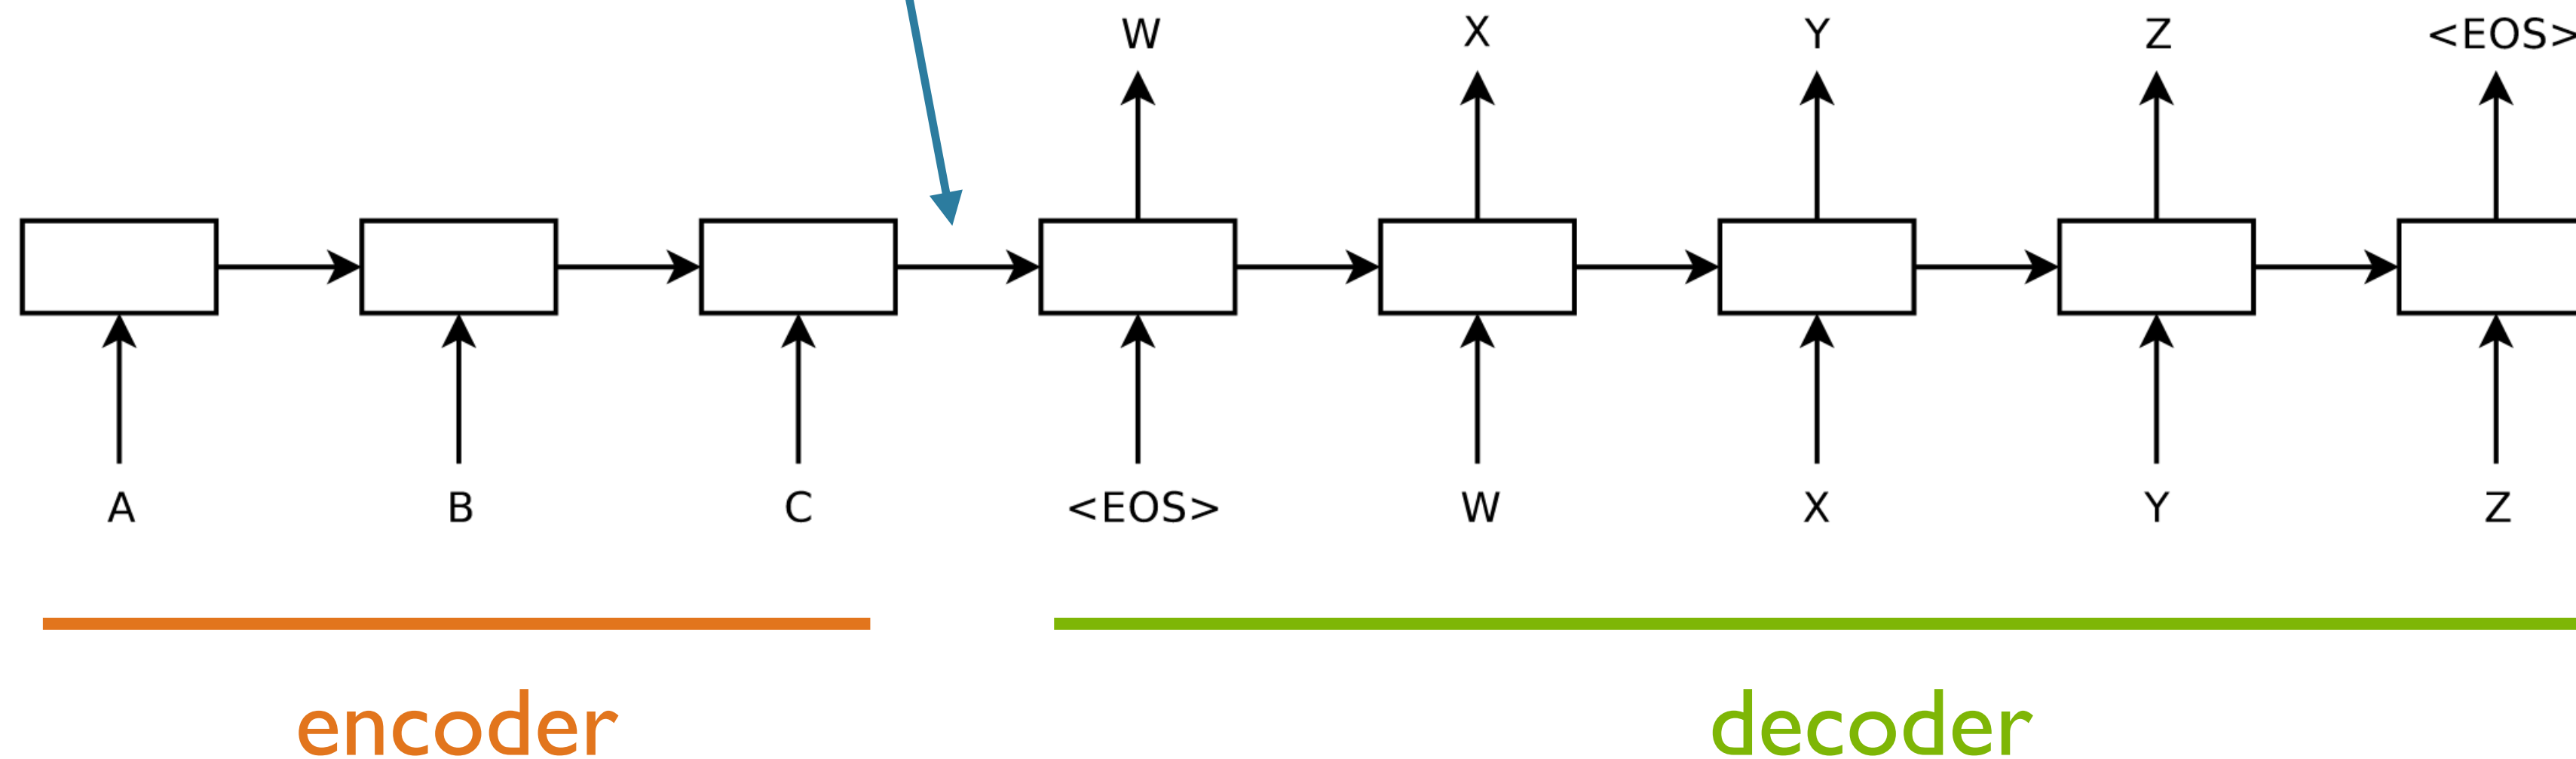 W X Y Z <EOS>
A B C <EOS> W X Y Z
encoder decoder